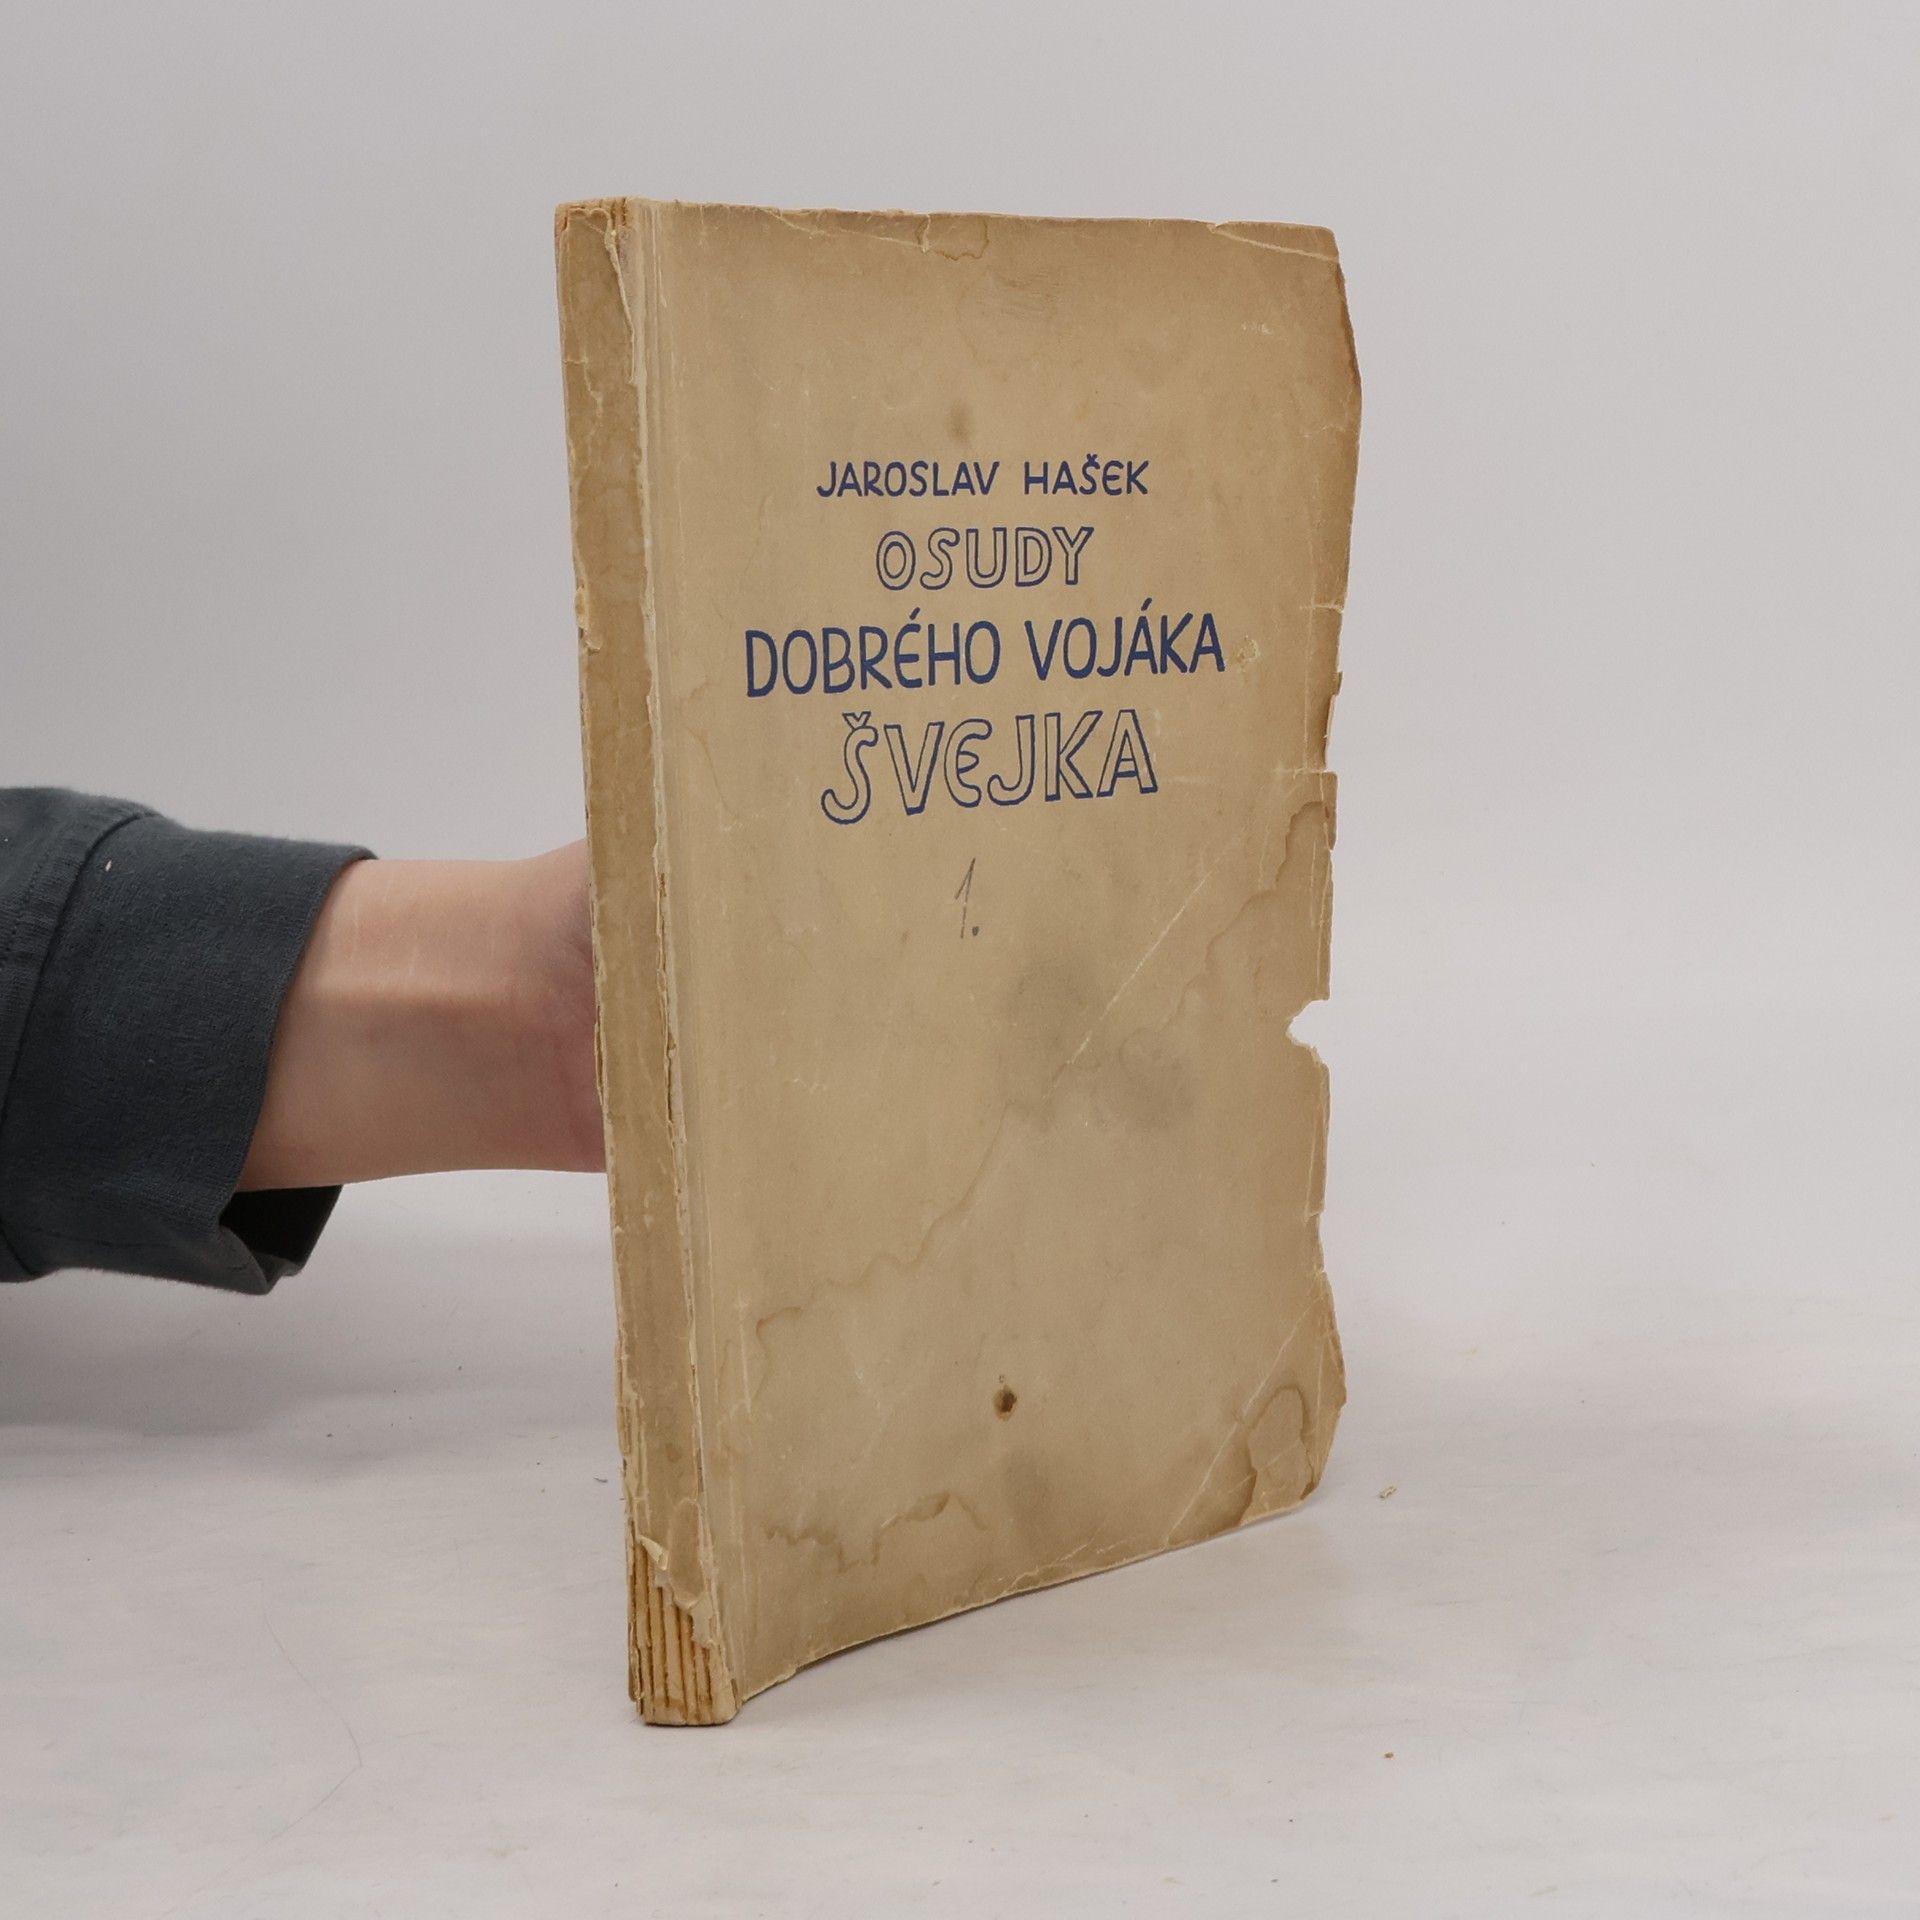 JAROSLAV HAŠEK
OSUDY
DOBRÉHO VOJÁKA
ŠVEJKA
1.